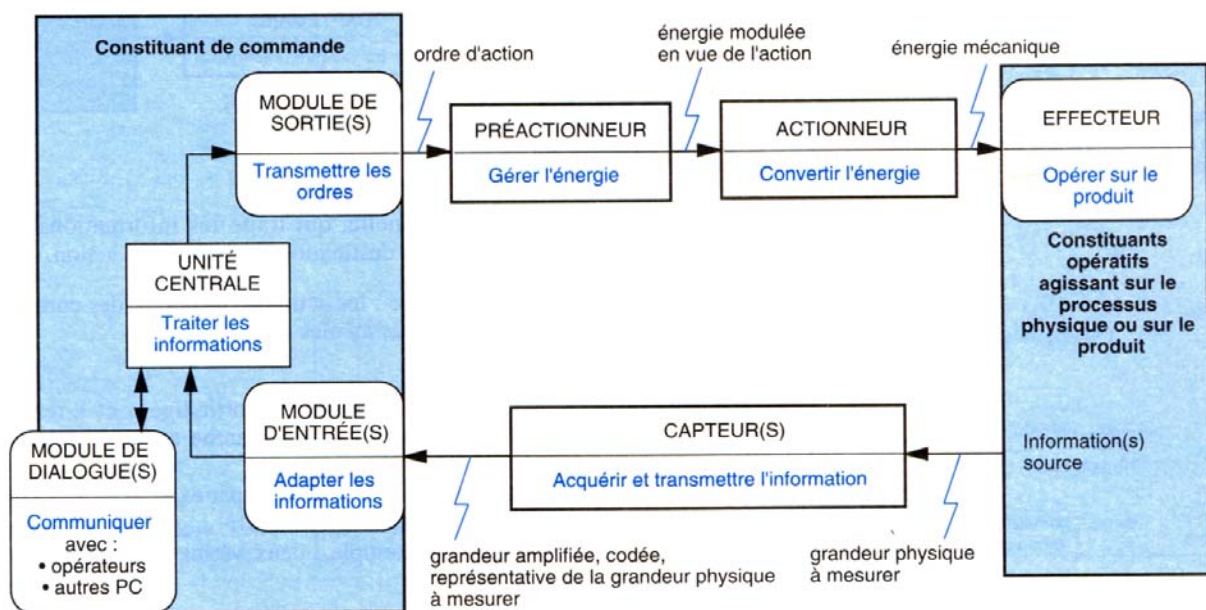 Constituant de commande
ordre d'action
énergie modulée
en vue de l'action
énergie mécanique
MODULE DE
SORTIE(S)
Transmettre les
ordres
PRÉACTIONNEUR
Gérer l'énergie
ACTIONNEUR
Convertir l'énergie
EFFECTEUR
Opérer sur le
produit
Constituants
opératifs
agissant sur le
processus
physique ou sur le
produit
UNITÉ
CENTRALE
Traiter les
informations
MODULE
D'ENTRÉE(S)
Adapter les
informations
CAPTEUR(S)
Acquérir et transmettre l'information
Information(s)
source
MODULE DE
DIALOGUE(S)
Communiquer
avec :
• opérateurs
• autres PC
grandeur amplifiée, codée,
représentative de la grandeur physique
à mesurer
grandeur physique
à mesurer